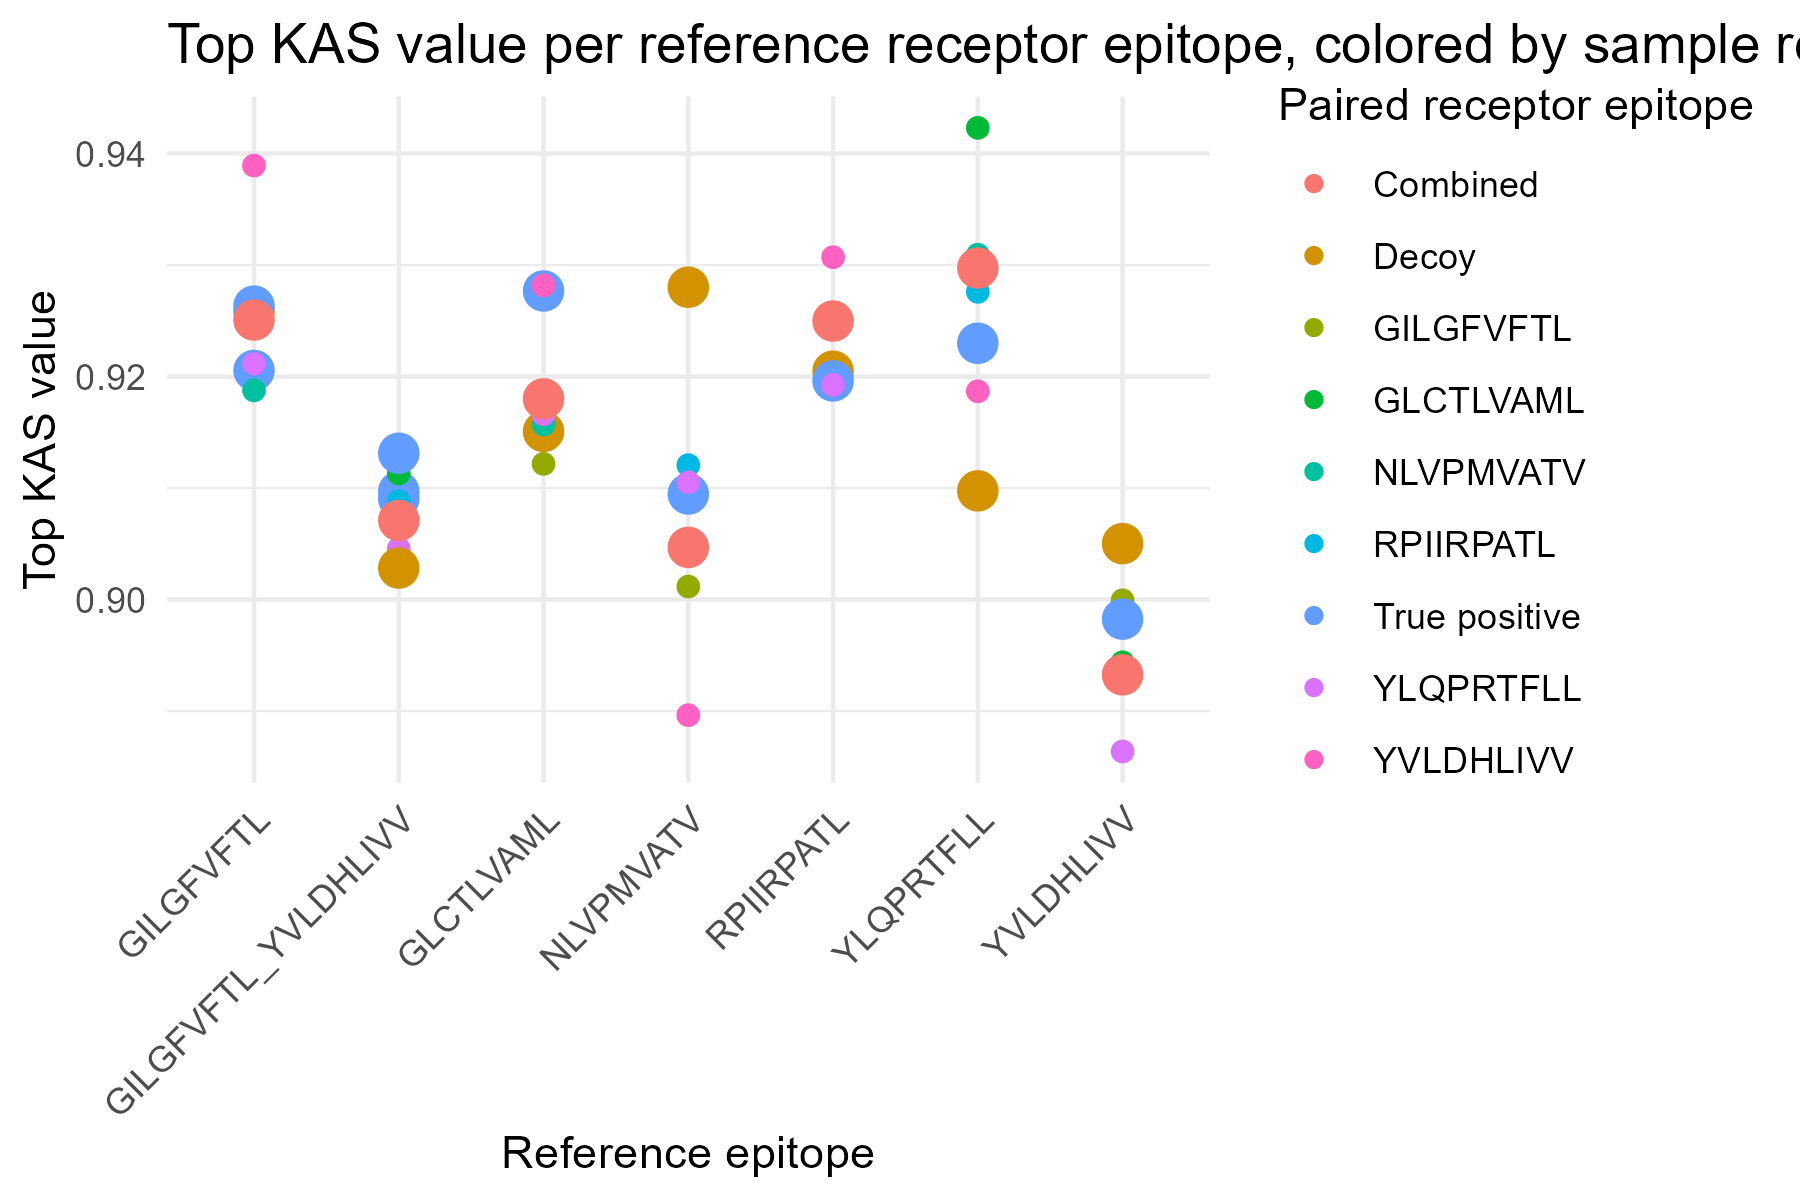 Top KAS value per reference receptor epitope, colored by sample re
Paired receptor epitope
Combined
Decoy
GILGFVFTL
GLCTLVAML
NLVPMVATV
RPIIRPATL
True positive
YLQPRTFLL
YVLDHLIVV
Top KAS value
0.94
0.92
0.90
GILGFVFTL
GILGFVFTL_YVLDHLIVV
GLCTLVAML
NLVPMVATV
RPIIRPATL
YLQPRTFLL
YVLDHLIVV
Reference epitope